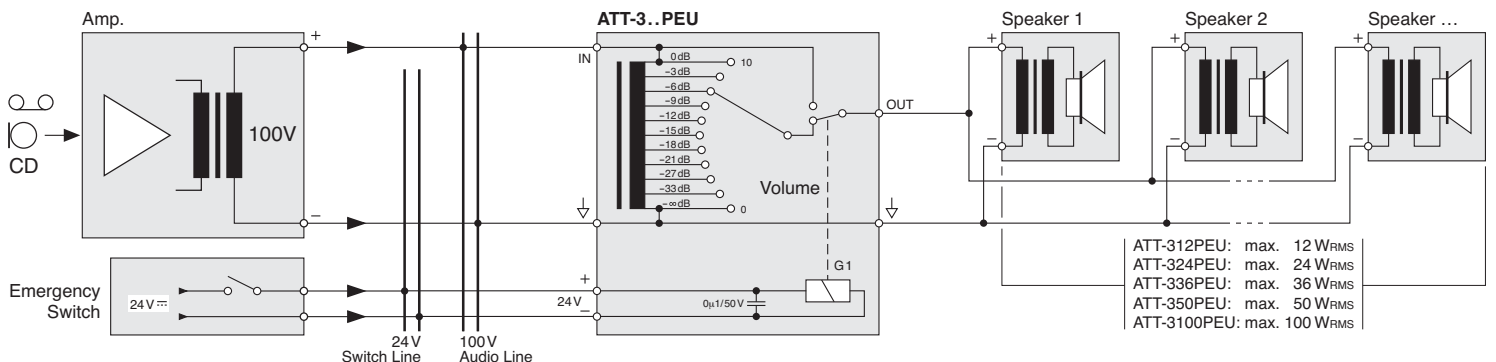 Amp.
ATT-3..PEU
Speaker 1
Speaker 2
Speaker ...
+
IN
0dB
10
–3dB
–6dB
–9dB
–12dB
–15dB
–18dB
–21dB
–27dB
–33dB
–∞dB
0
Volume
OUT
+
–
+
–
+
–
100V
CD
–
Emergency
Switch
24V
+
24V
–
0µ1/50V
G1
24V
Switch Line
100V
Audio Line
ATT-312PEU: max. 12 WRMS
ATT-324PEU: max. 24 WRMS
ATT-336PEU: max. 36 WRMS
ATT-350PEU: max. 50 WRMS
ATT-3100PEU: max. 100 WRMS